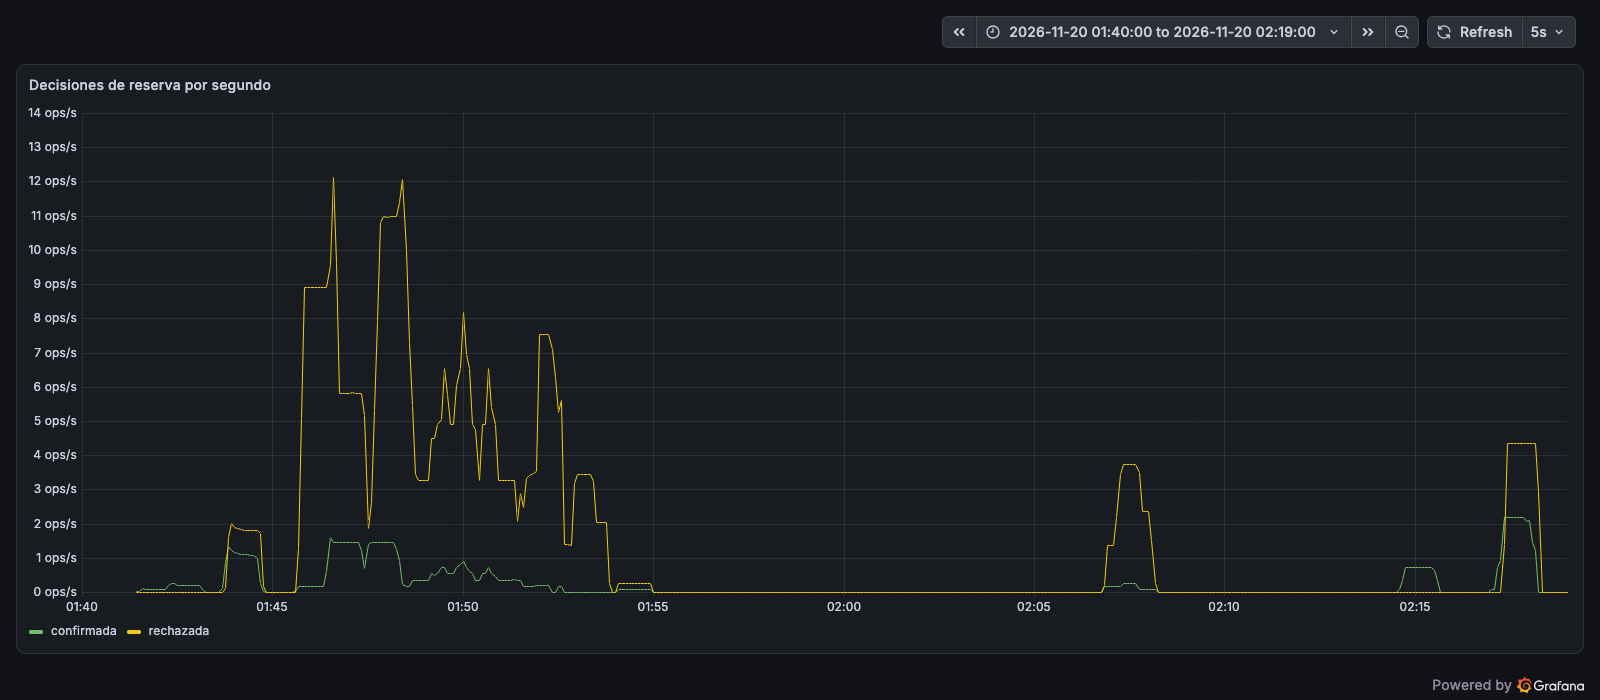 2026-11-20 01:40:00 to 2026-11-20 02:19:00 Refresh 5s
Decisiones de reserva por segundo
14 ops/s
13 ops/s
12 ops/s
11 ops/s
10 ops/s
9 ops/s
8 ops/s
7 ops/s
6 ops/s
5 ops/s
4 ops/s
3 ops/s
2 ops/s
1 ops/s
0 ops/s
01:40 01:45 01:50 01:55 02:00 02:05 02:10 02:15
confirmada rechazada
Powered by Grafana